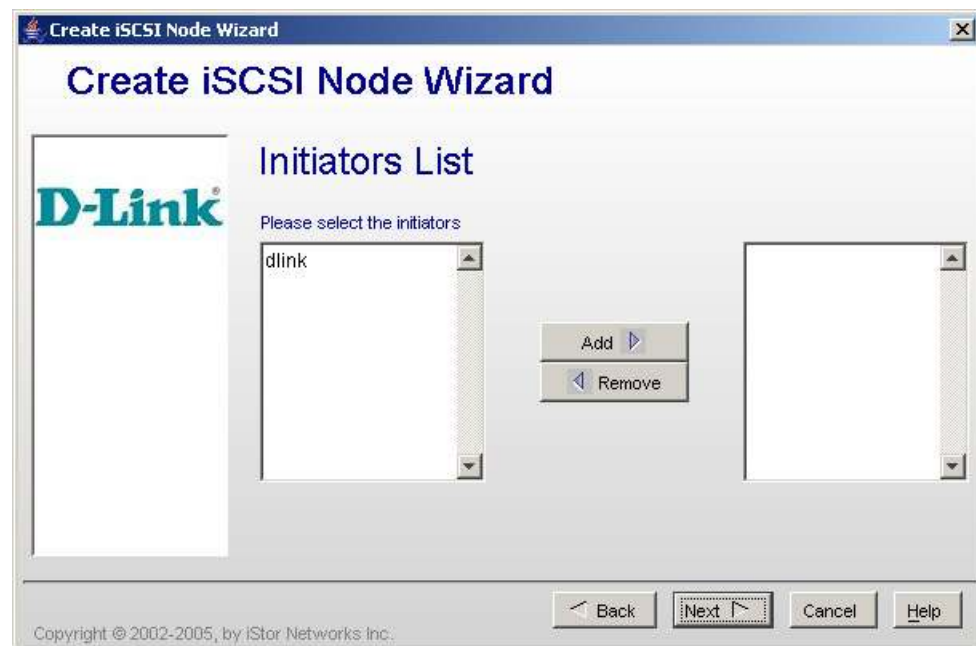 Create iSCSI Node Wizard
Create iSCSI Node Wizard
D-Link®
Initiators List
Please select the initiators
dlink
Add
Remove
Back
Next
Cancel
Help
Copyright © 2002-2005, by iStor Networks Inc.